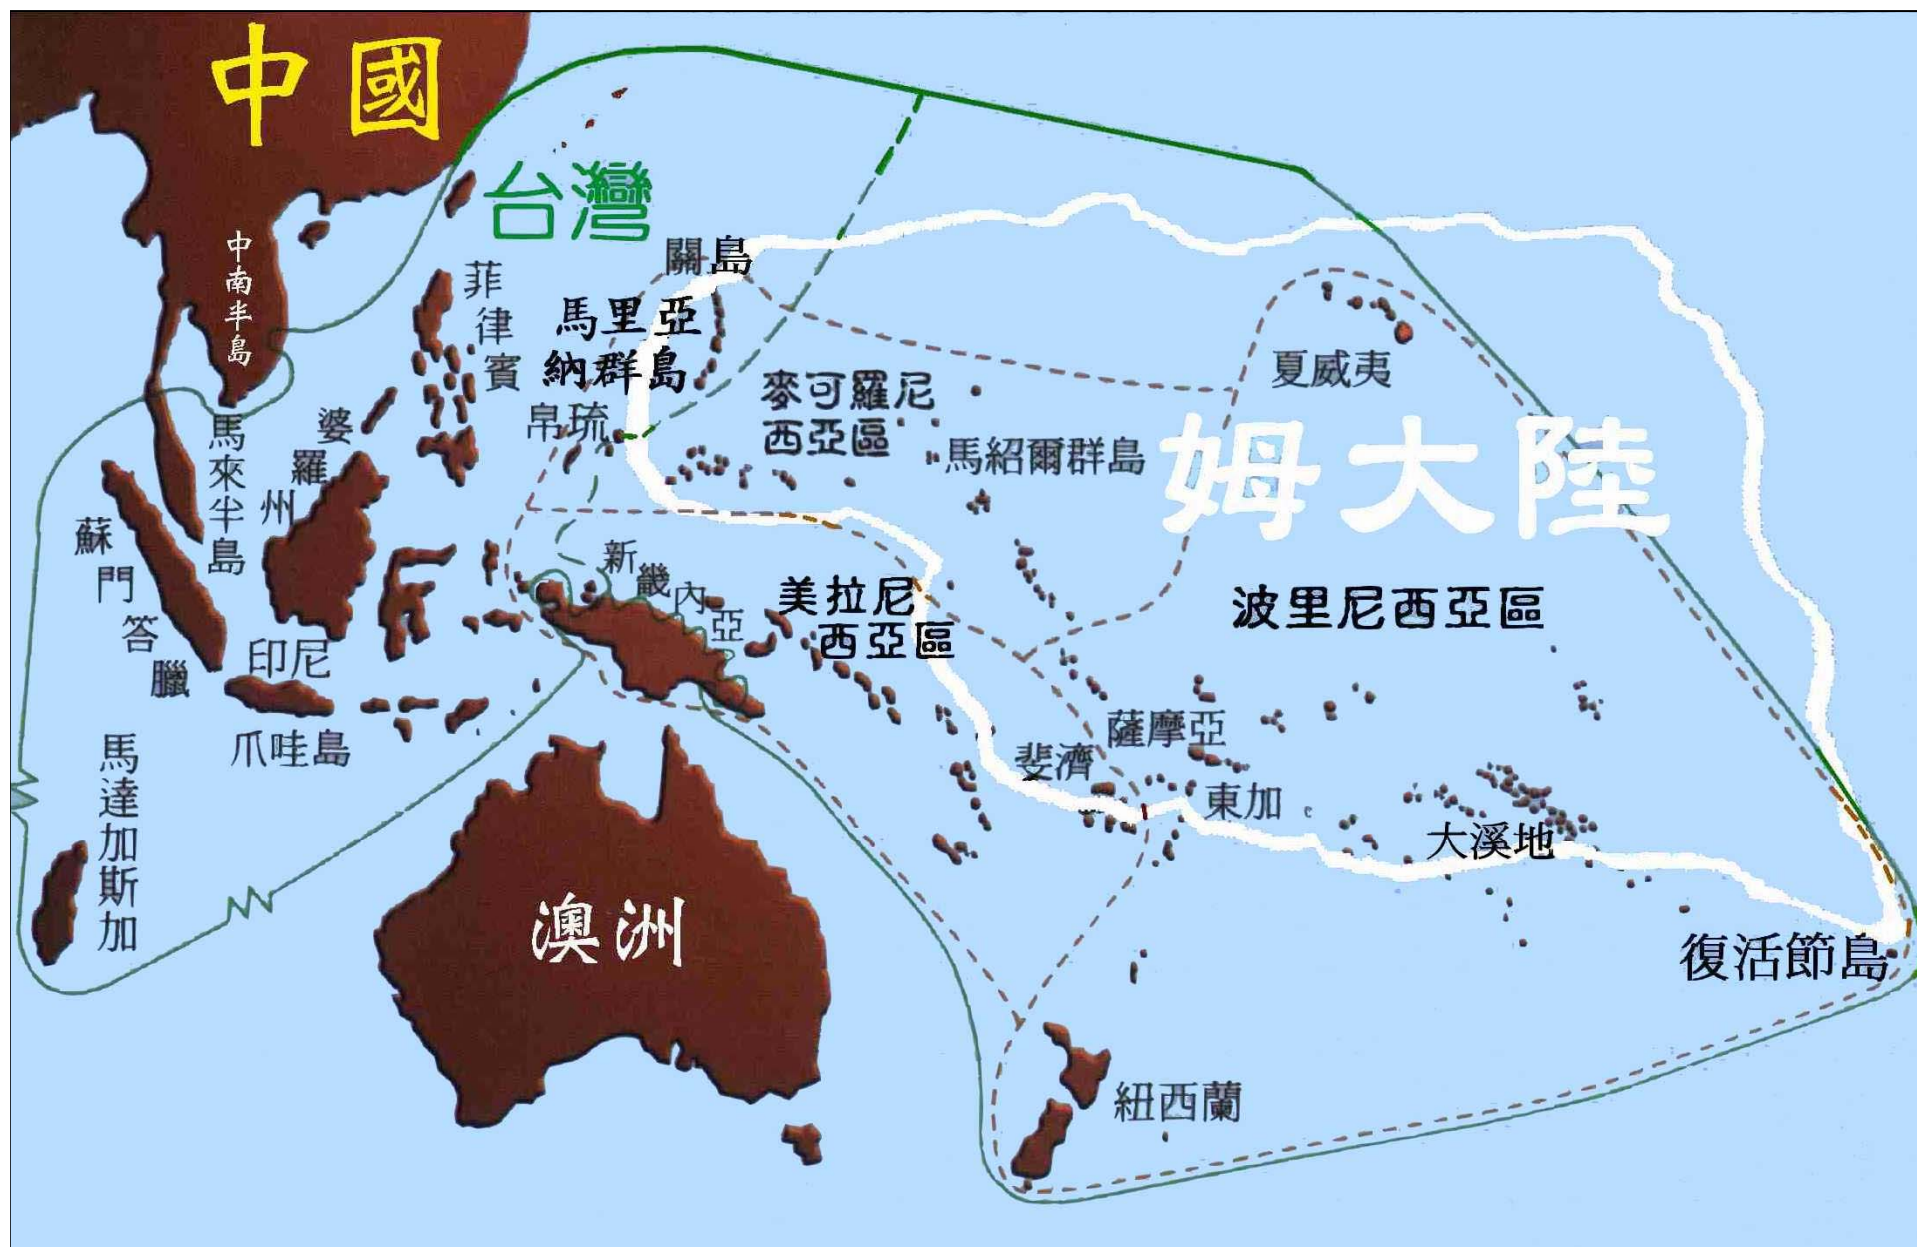 中國
台灣
中南半島
關島
菲律賓
馬里亞
納群島
夏威夷
麥可羅尼
西亞區
帛琉
馬來半島
婆羅州
馬紹爾群島
姆大陸
蘇門答臘
新畿內亞
美拉尼
西亞區
波里尼西亞區
印尼
爪哇島
薩摩亞
斐濟
東加
馬達加斯加
大溪地
澳洲
復活節島
紐西蘭